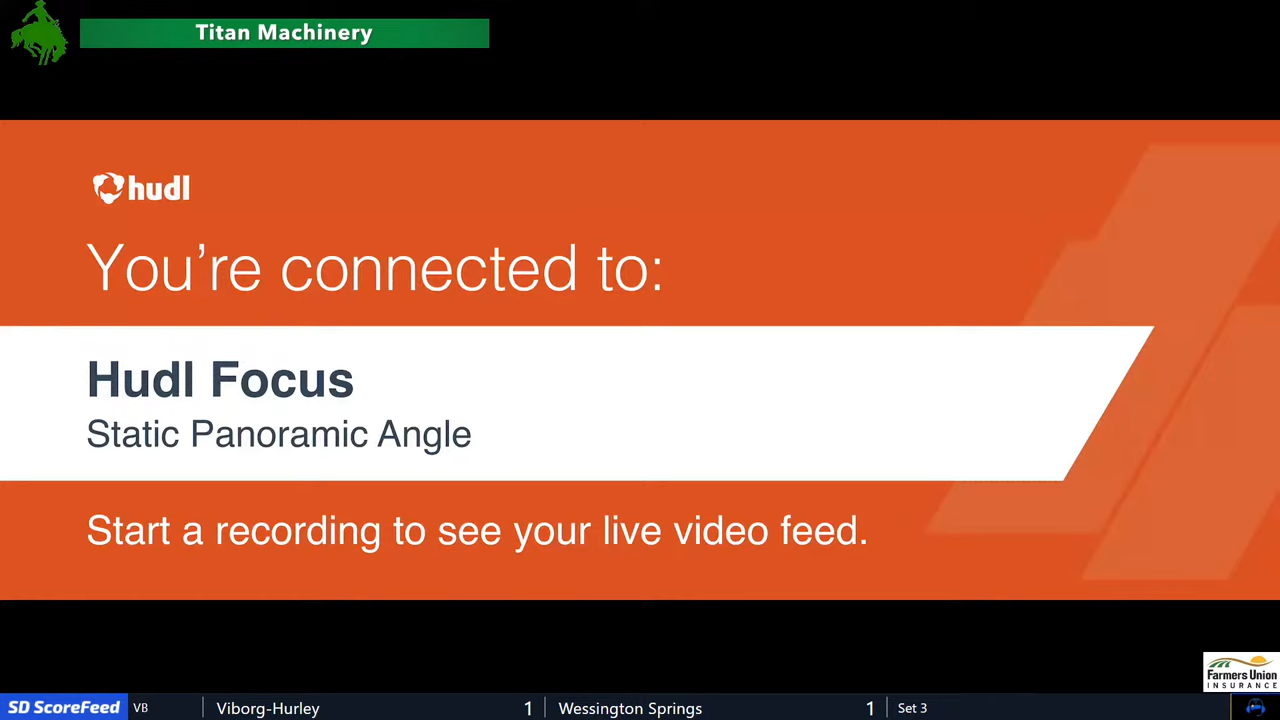 Titan Machinery
hudl
You're connected to:
Hudl Focus
Static Panoramic Angle
Start a recording to see your live video feed.
Farmers Union
INSURANCE
SD ScoreFeed VB Viborg-Hurley 1 Wessington Springs 1 Set 3